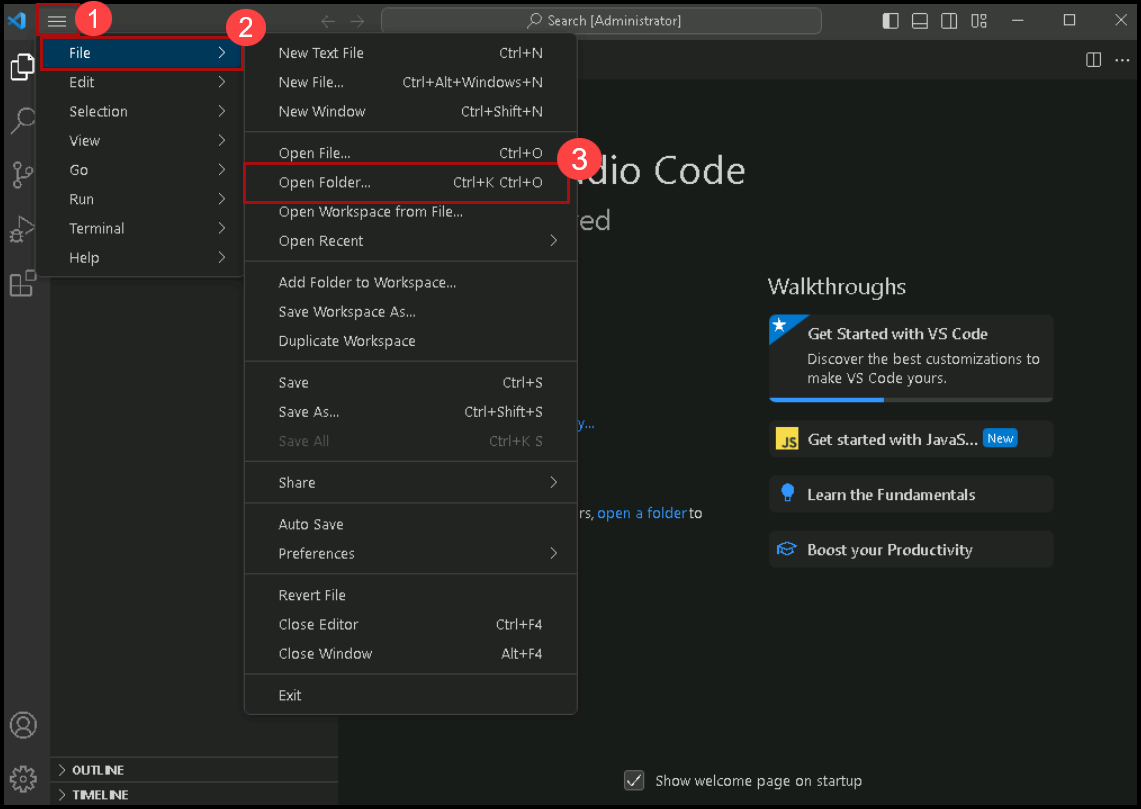 1
2
Search [Administrator]
File
Edit
Selection
View
Go
Run
Terminal
Help
New Text File Ctrl+N
New File... Ctrl+Alt+Windows+N
New Window Ctrl+Shift+N
Open File... Ctrl+O
3
Open Folder... Ctrl+K Ctrl+O
Open Workspace from File...
Open Recent
Add Folder to Workspace...
Save Workspace As...
Duplicate Workspace
Save Ctrl+S
Save As... Ctrl+Shift+S
Save All Ctrl+K S
Share
Auto Save
Preferences
Revert File
Close Editor Ctrl+F4
Close Window Alt+F4
Exit
dio Code
ed
y...
rs, open a folder to
Walkthroughs
Get Started with VS Code
Discover the best customizations to
make VS Code yours.
JS Get started with JavaS... New
Learn the Fundamentals
Boost your Productivity
OUTLINE
TIMELINE
Show welcome page on startup